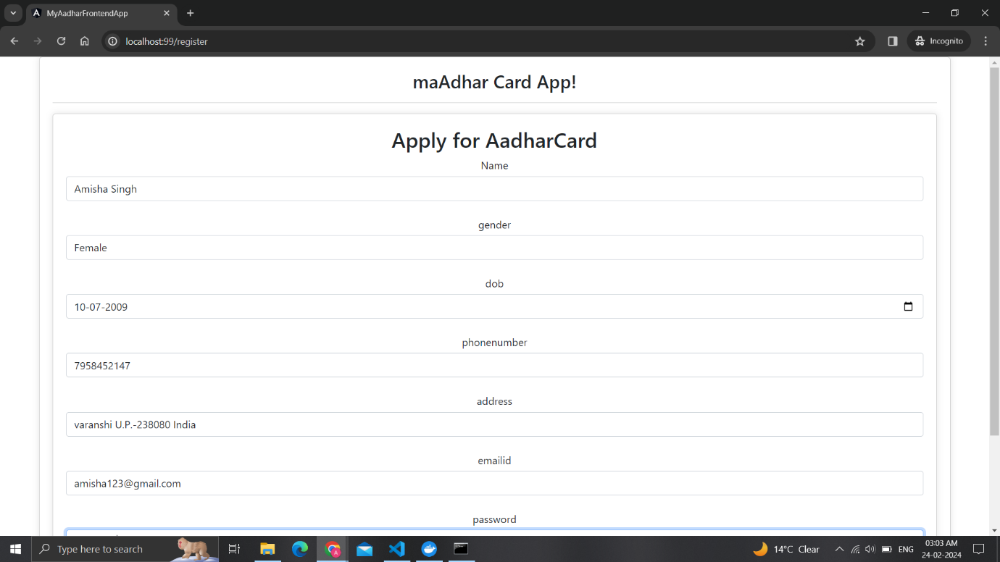 MyAadharFrontendApp
localhost:99/register
Incognito
maAdhar Card App!
Apply for AadharCard
Name
Amisha Singh
gender
Female
dob
10-07-2009
phonenumber
7958452147
address
varanshi U.P.-238080 India
emailid
amisha123@gmail.com
password
Type here to search
14°C Clear
ENG
03:03 AM
24-02-2024